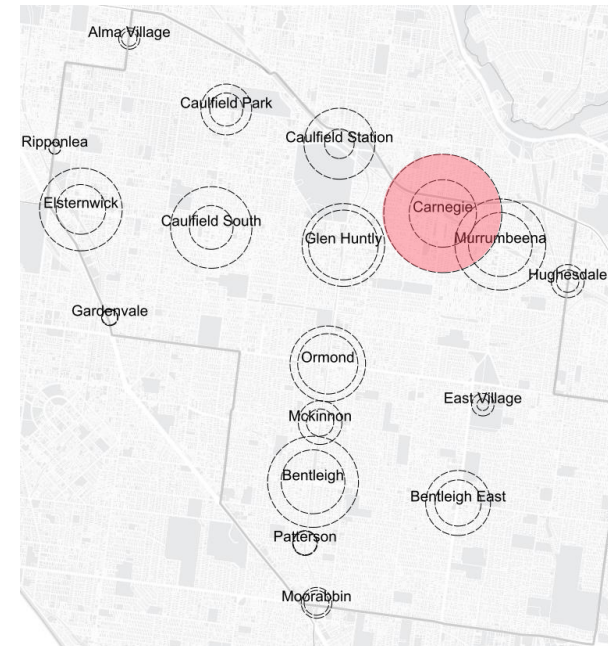 Alma Village
Caulfield Park
Caulfield Station
Ripponlea
Elsternwick
Caulfield South
Glen Huntly
Carnegie
Murrumbeena
Hughesdale
Gardenvale
Ormond
East Village
Mckinnon
Bentleigh
Bentleigh East
Patterson
Moorabbin